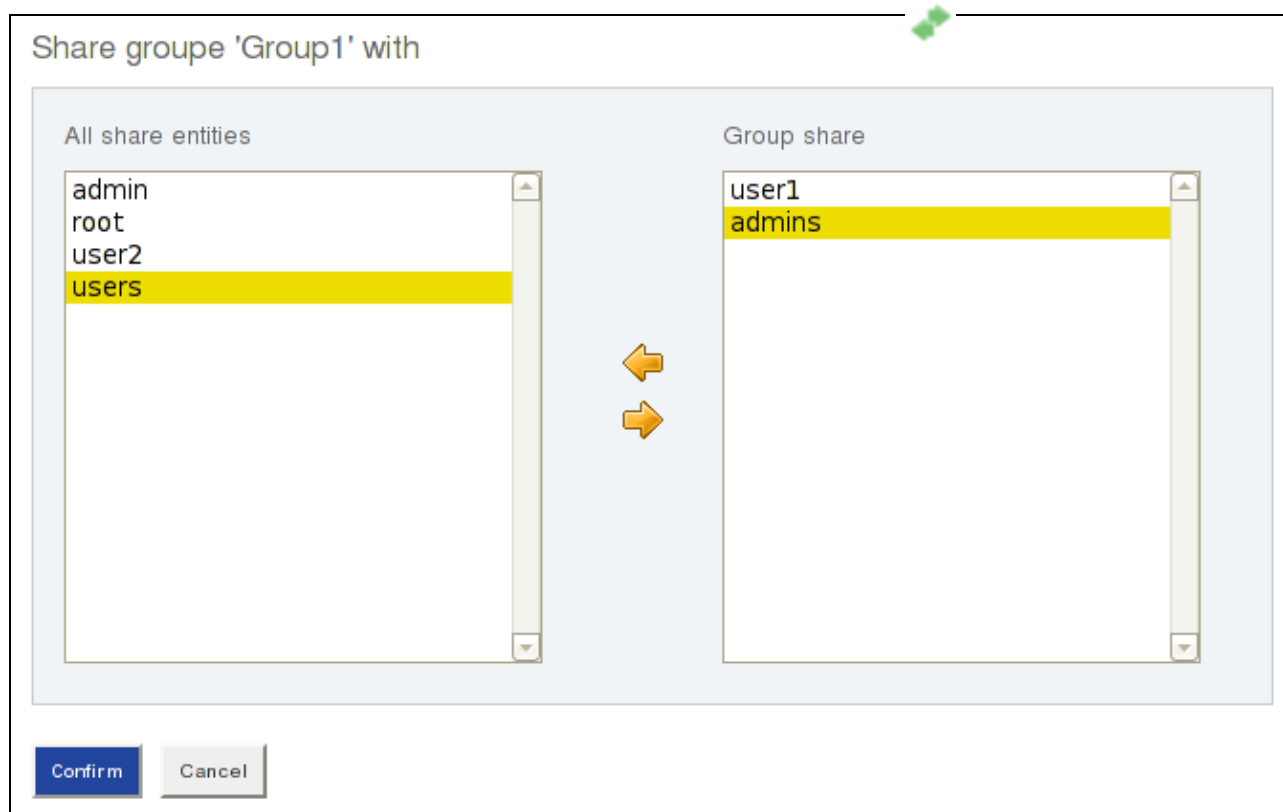 Share groupe 'Group1' with
All share entities
admin
root
user2
users
Group share
user1
admins
Confirm
Cancel